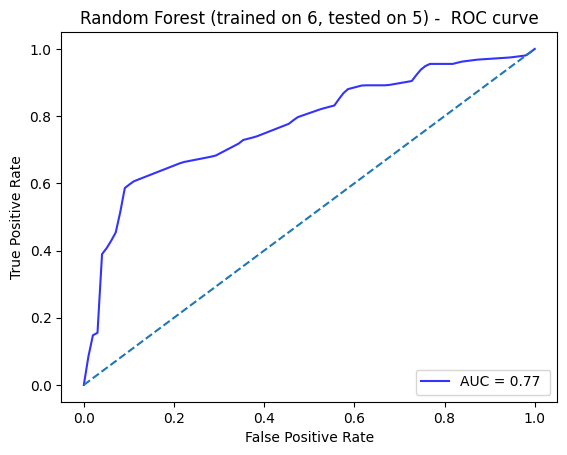 Random Forest (trained on 6, tested on 5) -  ROC curve
1.0
0.8
0.6
0.4
0.2
0.0
True Positive Rate
AUC = 0.77
0.0 0.2 0.4 0.6 0.8 1.0
False Positive Rate